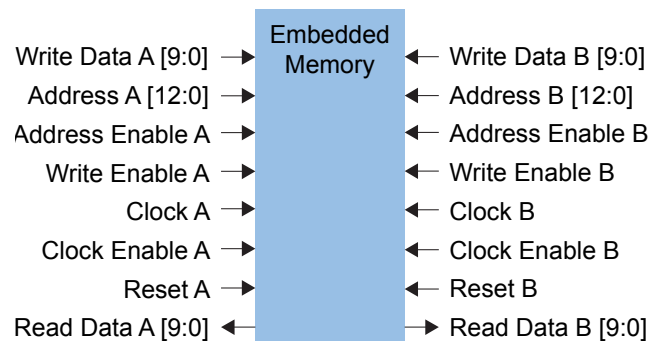 Embedded
Memory
Write Data A [9:0]
Address A [12:0]
Address Enable A
Write Enable A
Clock A
Clock Enable A
Reset A
Read Data A [9:0]
Write Data B [9:0]
Address B [12:0]
Address Enable B
Write Enable B
Clock B
Clock Enable B
Reset B
Read Data B [9:0]